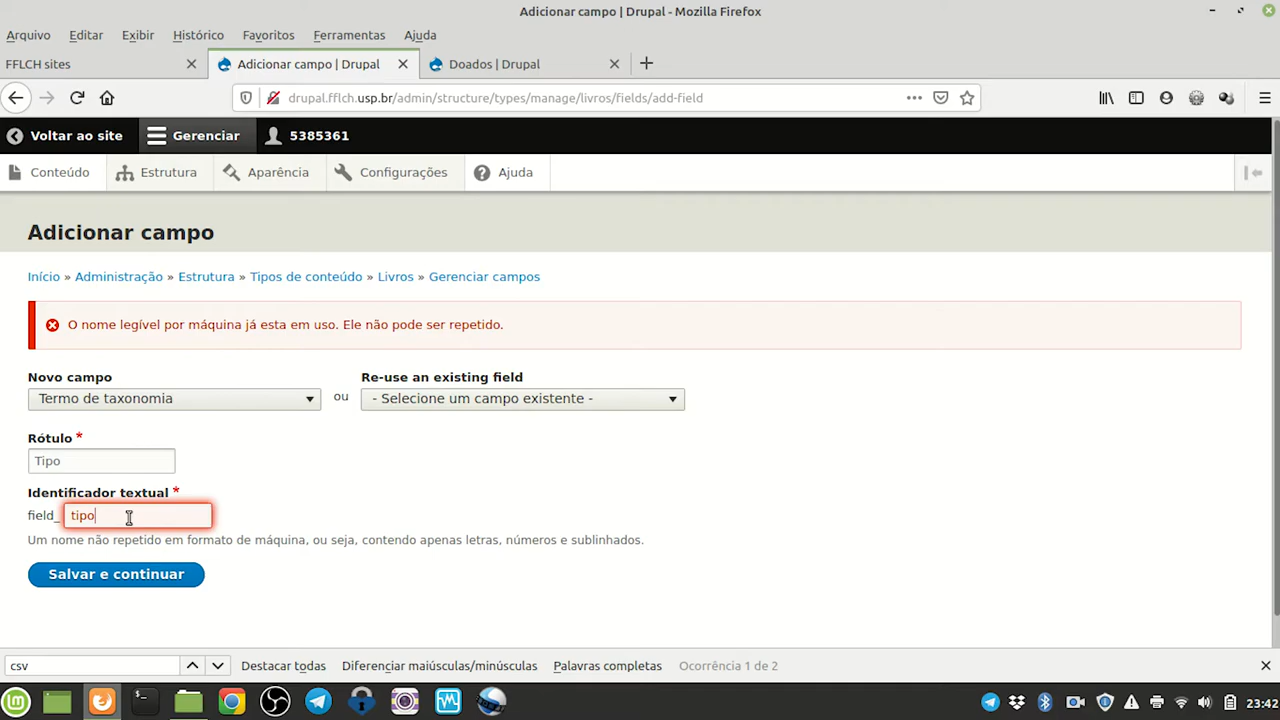 Adicionar campo | Drupal - Mozilla Firefox
Arquivo Editar Exibir Histórico Favoritos Ferramentas Ajuda
FFLCH sites Adicionar campo | Drupal Doados | Drupal
drupal.fflch.usp.br/admin/structure/types/manage/livros/fields/add-field
Voltar ao site Gerenciar 5385361
Conteúdo Estrutura Aparência Configurações Ajuda
Adicionar campo
Início » Administração » Estrutura » Tipos de conteúdo » Livros » Gerenciar campos
O nome legível por máquina já esta em uso. Ele não pode ser repetido.
Novo campo Re-use an existing field
Termo de taxonomia ou - Selecione um campo existente -
Rótulo *
Tipo
Identificador textual *
field_ tipo
Um nome não repetido em formato de máquina, ou seja, contendo apenas letras, números e sublinhados.
Salvar e continuar
csv Destacar todas Diferenciar maiúsculas/minúsculas Palavras completas Ocorrência 1 de 2
23:42